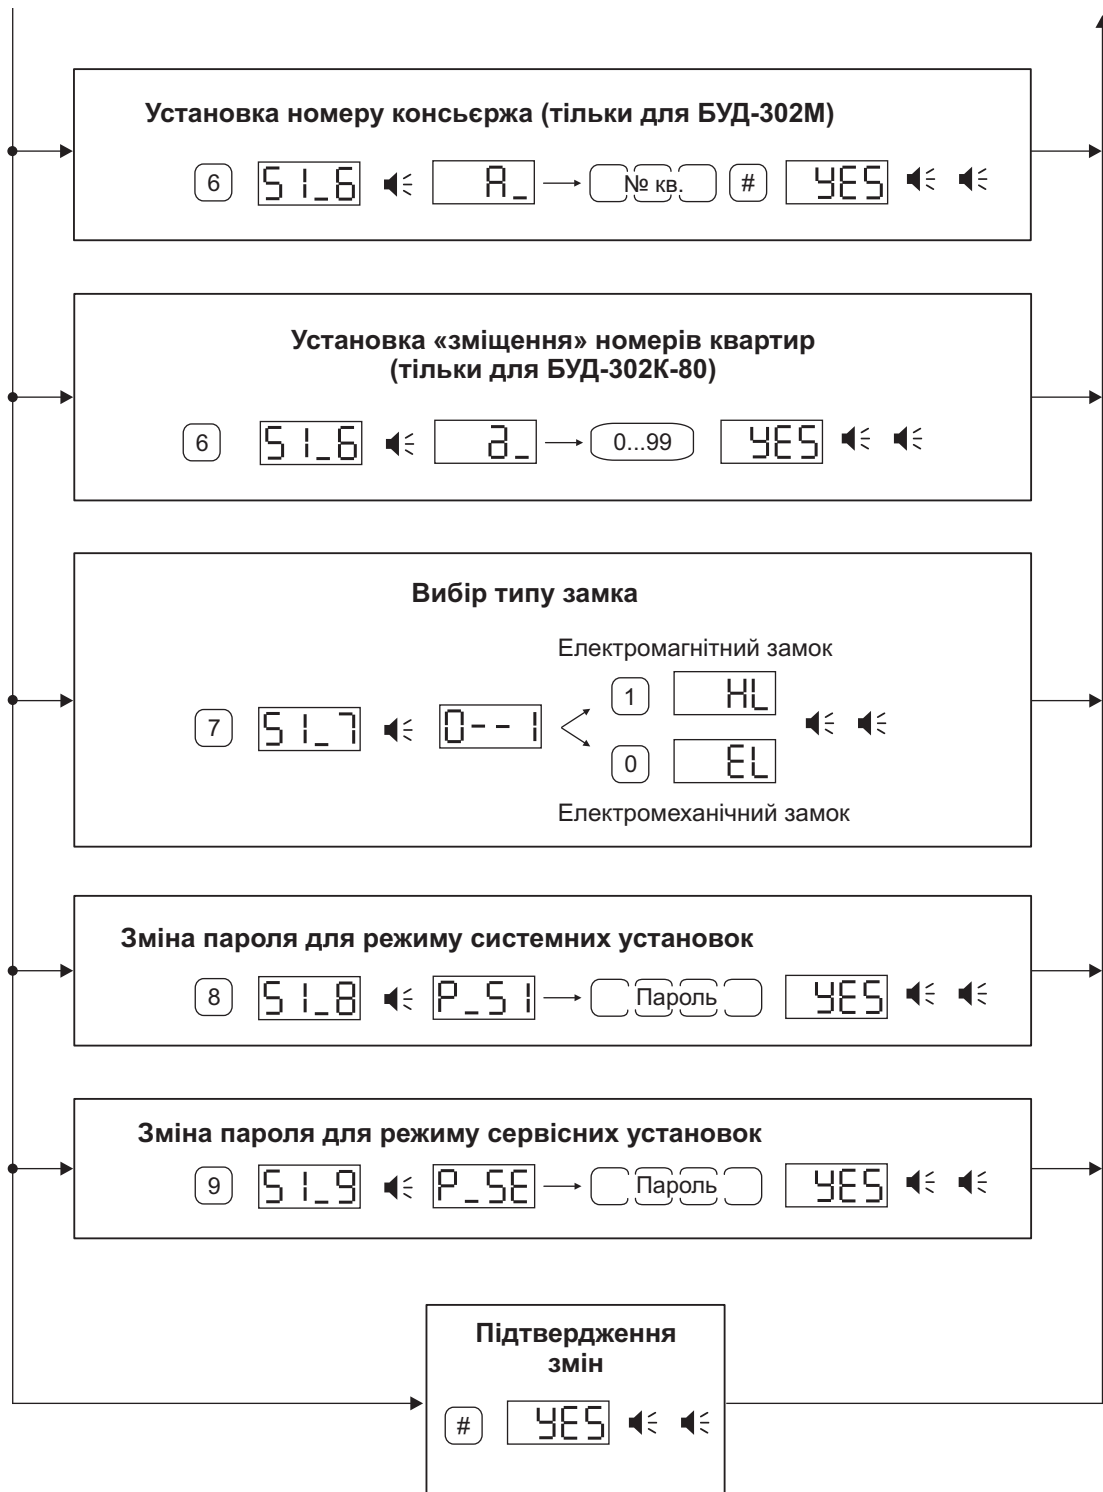 Установка номеру консьєржа (тільки для БУД-302М)
6 S1_6 A_ № кв. # YES
Установка «зміщення» номерів квартир
(тільки для БУД-302К-80)
6 S1_6 д_ 0...99 YES
Вибір типу замка
Електромагнітний замок
1 HL
7 S1_7 0--1
0 EL
Електромеханічний замок
Зміна пароля для режиму системних установок
8 S1_8 P_S1 Пароль YES
Зміна пароля для режиму сервісних установок
9 S1_9 P_SE Пароль YES
Підтвердження
змін
# YES